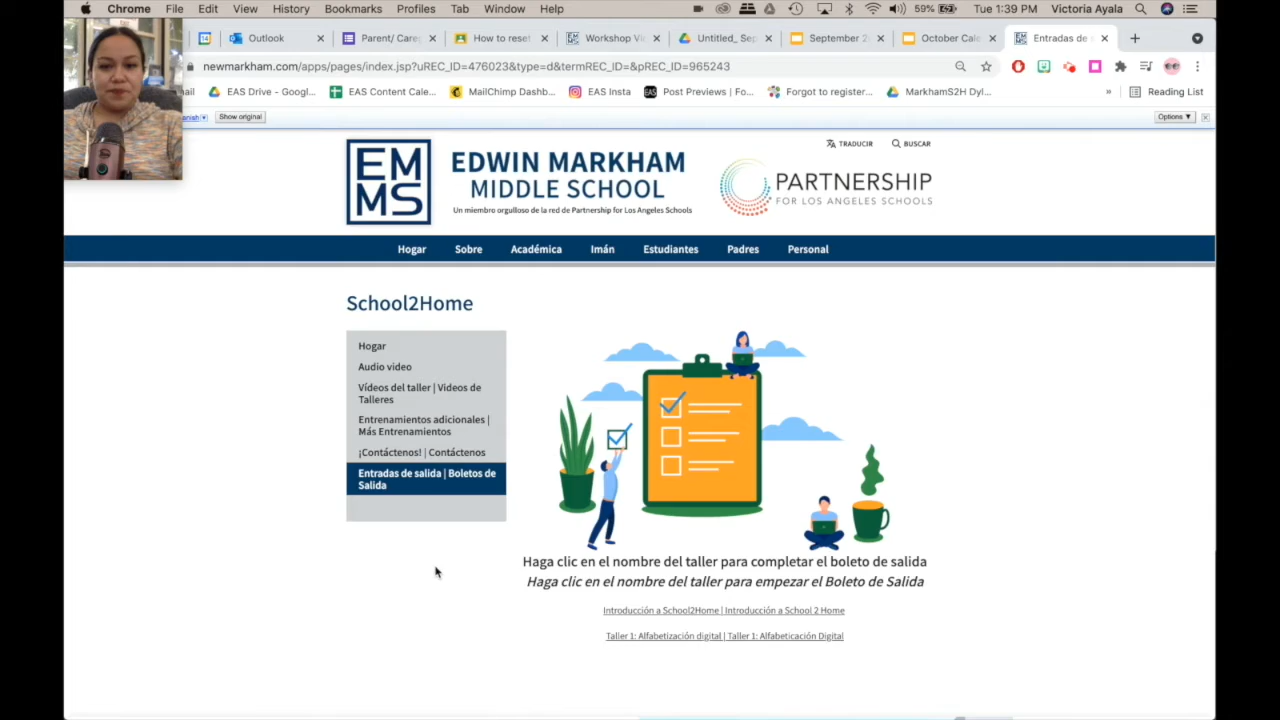 Chrome File Edit View History Bookmarks Profiles Tab Window Help 59% Tue 1:39 PM Victoria Ayala
14 Outlook Parent/ Care How to reset Workshop Vi Untitled_ Sep September 2 October Cale Entradas de s
newmarkham.com/apps/pages/index.jsp?uREC_ID=476023&type=d&termREC_ID=&pREC_ID=965243
EAS Drive - Googl... EAS Content Cale... MailChimp Dashb... EAS Insta Post Previews | Fo... Forgot to register... MarkhamS2H Dyl... » Reading List
Show original Options ▼
TRADUCIR BUSCAR
EM
MS
EDWIN MARKHAM
MIDDLE SCHOOL
Un miembro orgulloso de la red de Partnership for Los Angeles Schools
PARTNERSHIP
FOR LOS ANGELES SCHOOLS
Hogar Sobre Académica Imán Estudiantes Padres Personal
School2Home
Hogar
Audio video
Vídeos del taller | Videos de
Talleres
Entrenamientos adicionales |
Más Entrenamientos
¡Contáctenos! | Contáctenos
Entradas de salida | Boletos de
Salida
Haga clic en el nombre del taller para completar el boleto de salida
Haga clic en el nombre del taller para empezar el Boleto de Salida
Introducción a School2Home | Introducción a School 2 Home
Taller 1: Alfabetización digital | Taller 1: Alfabeticación Digital